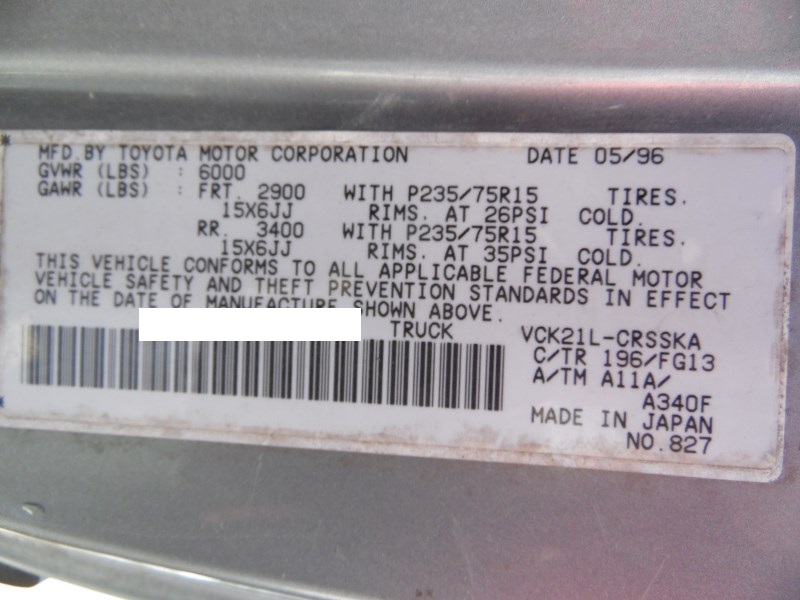 MFD.BY TOYOTA MOTOR CORPORATION DATE 05/96
GVWR (LBS) : 6000
GAWR (LBS) : FRT. 2900 WITH P235/75R15 TIRES.
15X6JJ RIMS. AT 26PSI COLD.
RR. 3400 WITH P235/75R15 TIRES.
15X6JJ RIMS. AT 35PSI COLD.
THIS VEHICLE CONFORMS TO ALL APPLICABLE FEDERAL MOTOR
VEHICLE SAFETY AND THEFT PREVENTION STANDARDS IN EFFECT
ON THE DATE OF MANUFACTURE SHOWN ABOVE.
TRUCK VCK21L-CRSSKA
C/TR 196/FG13
A/TM A11A/
A340F
MADE IN JAPAN
NO.827